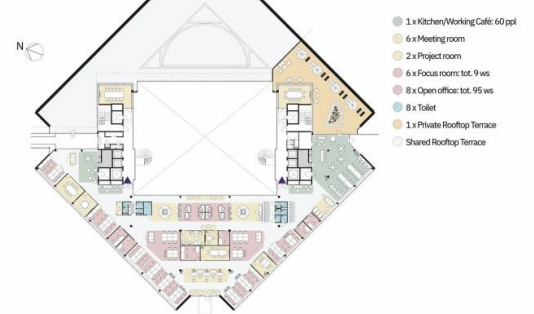 N
1 x Kitchen/Working Café: 60 ppl
6 x Meeting room
2 x Project room
6 x Focus room: tot. 9 ws
8 x Open office: tot. 95 ws
8 x Toilet
1 x Private Rooftop Terrace
Shared Rooftop Terrace